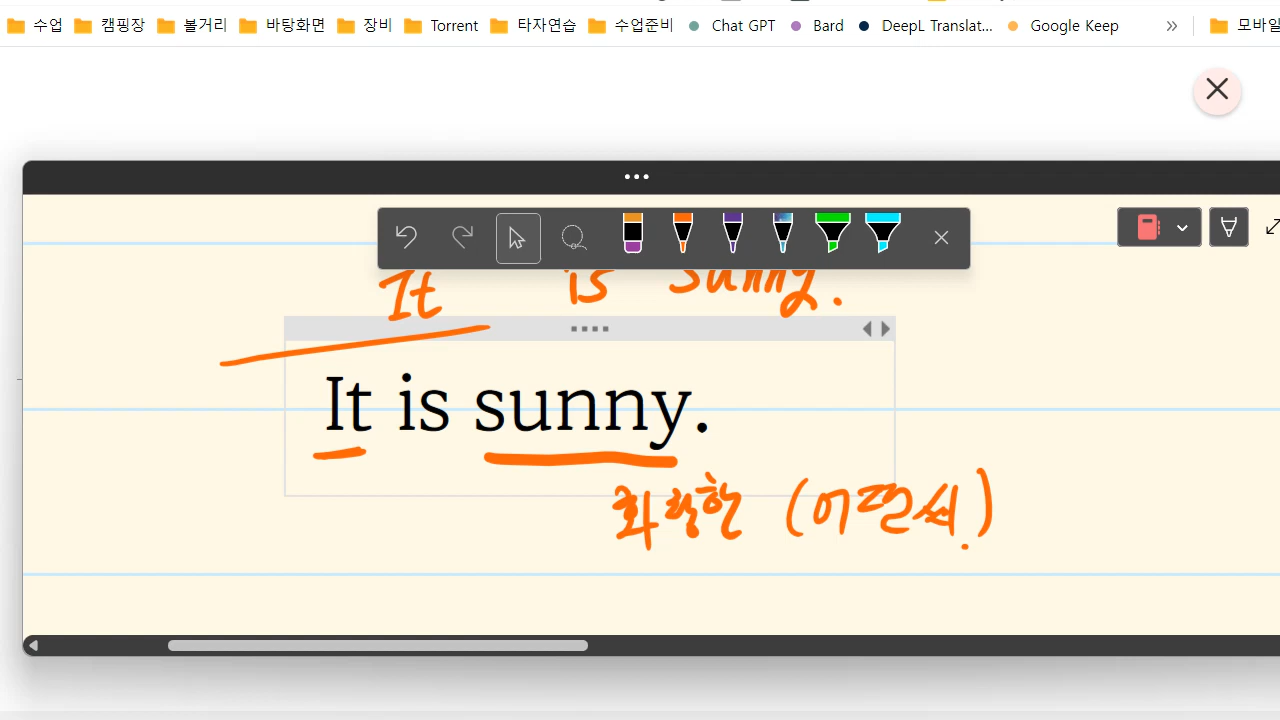 수업 캠핑장 볼거리 바탕화면 장비 Torrent 타자연습 수업준비 Chat GPT Bard DeepL Translat... Google Keep » 모바일
It is sunny.
It is sunny.
화창한 (어떤씨.)